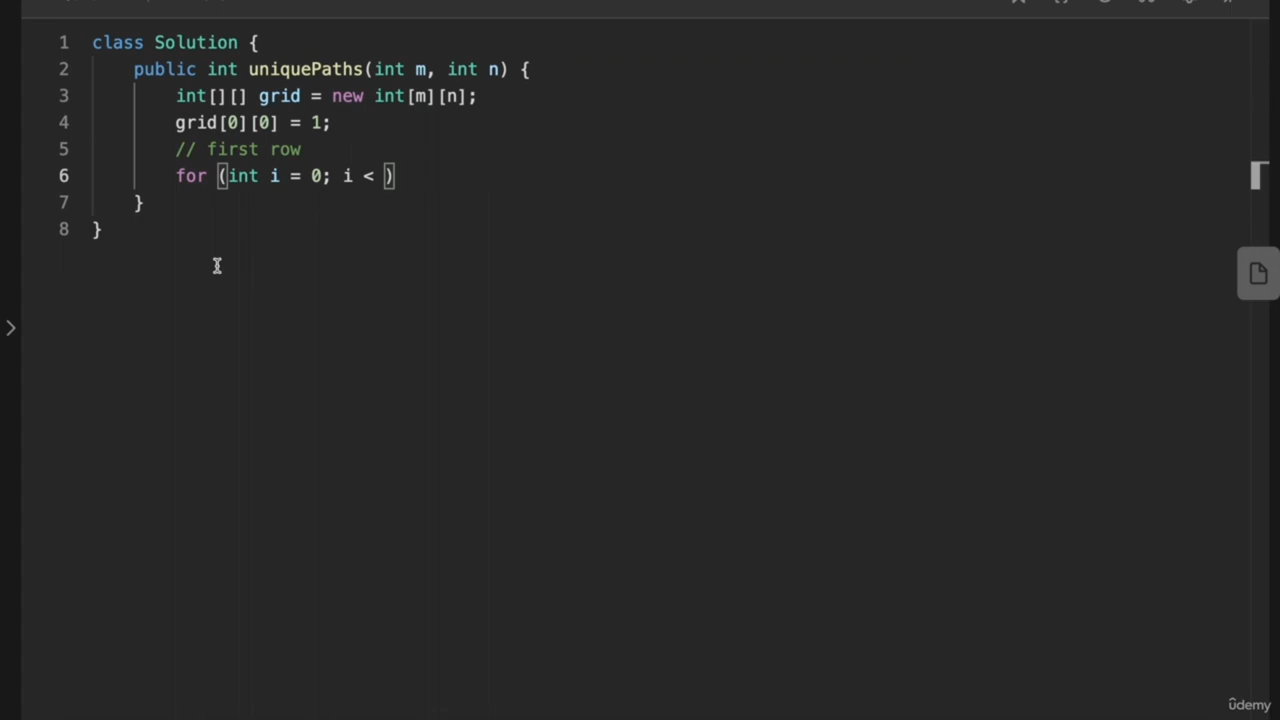 1 class Solution {
2 public int uniquePaths(int m, int n) {
3 int[][] grid = new int[m][n];
4 grid[0][0] = 1;
5 // first row
6 for (int i = 0; i < )
7 }
8 }
ûdemy